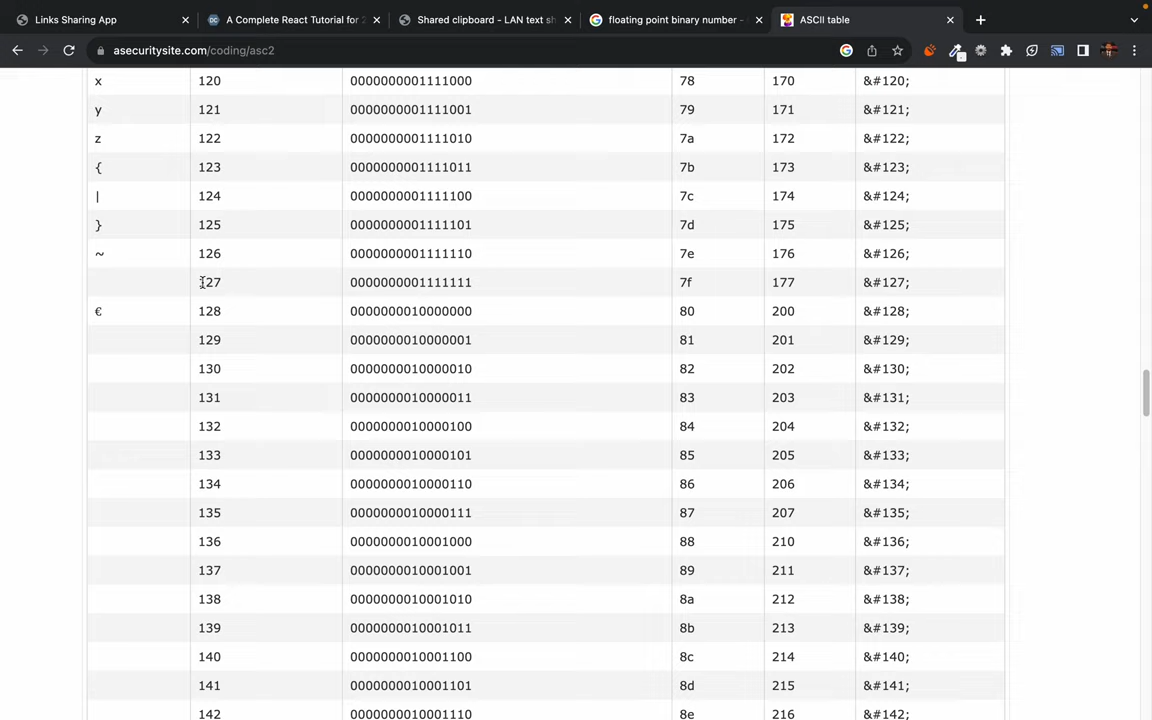 Links Sharing App
A Complete React Tutorial for 2
Shared clipboard - LAN text sh
floating point binary number -
ASCII table
asecuritysite.com/coding/asc2
x 120 0000000001111000 78 170 &#120;
y 121 0000000001111001 79 171 &#121;
z 122 0000000001111010 7a 172 &#122;
{ 123 0000000001111011 7b 173 &#123;
| 124 0000000001111100 7c 174 &#124;
} 125 0000000001111101 7d 175 &#125;
~ 126 0000000001111110 7e 176 &#126;
127 0000000001111111 7f 177 &#127;
€ 128 0000000010000000 80 200 &#128;
129 0000000010000001 81 201 &#129;
130 0000000010000010 82 202 &#130;
131 0000000010000011 83 203 &#131;
132 0000000010000100 84 204 &#132;
133 0000000010000101 85 205 &#133;
134 0000000010000110 86 206 &#134;
135 0000000010000111 87 207 &#135;
136 0000000010001000 88 210 &#136;
137 0000000010001001 89 211 &#137;
138 0000000010001010 8a 212 &#138;
139 0000000010001011 8b 213 &#139;
140 0000000010001100 8c 214 &#140;
141 0000000010001101 8d 215 &#141;
142 0000000010001110 8e 216 &#142;